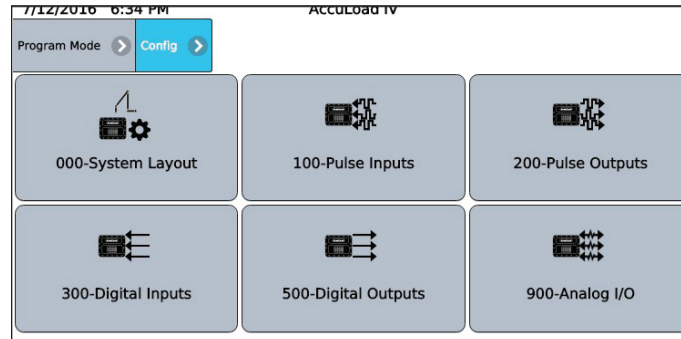 7/12/2016 6:34 PM AccuLoad IV
Program Mode Config
000-System Layout 100-Pulse Inputs 200-Pulse Outputs
300-Digital Inputs 500-Digital Outputs 900-Analog I/O